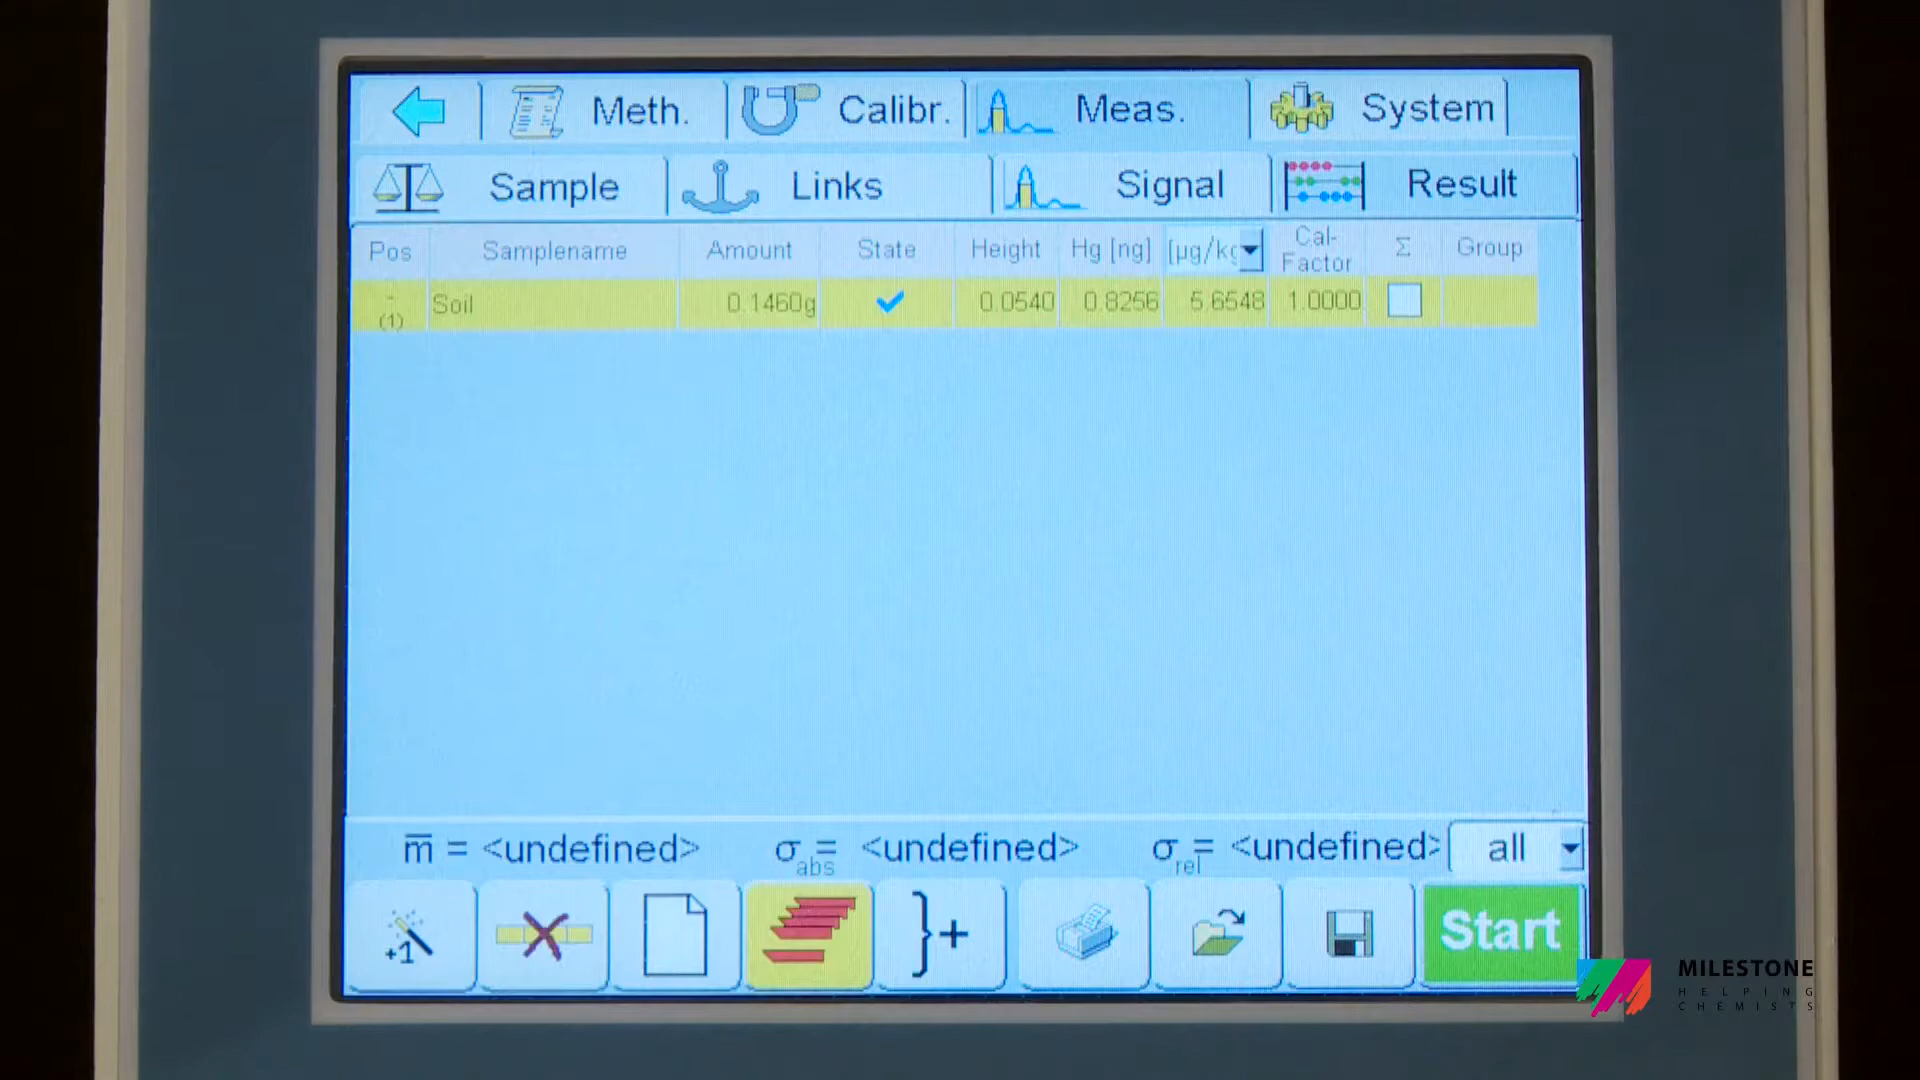 Meth. Calibr. Meas. System
Sample Links Signal Result
Pos Samplename Amount State Height Hg [ng] [µg/kg Cal-Factor Σ Group
- (1) Soil 0.1460g 0.0540 0.8256 5.6548 1.0000
m̅ = <undefined> σabs = <undefined> σrel = <undefined> all
+1 }+ Start
MILESTONE
HELPING
CHEMISTS